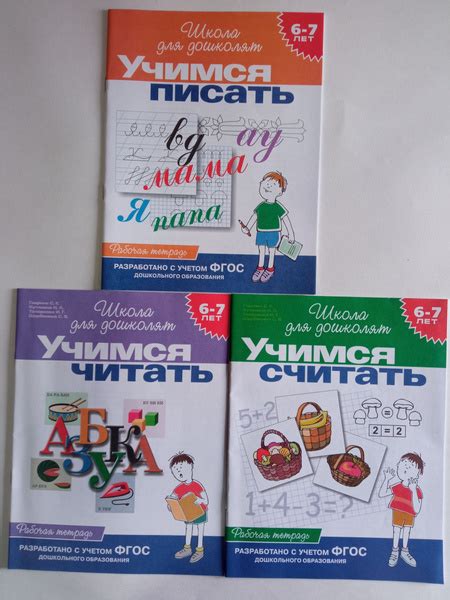 Школа
для дошколят
6-7
ЛЕТ
УЧИМСЯ
ПИСАТЬ
вд
ау
мама
я папа
Рабочая тетрадь
РАЗРАБОТАНО С УЧЕТОМ ФГОС
ДОШКОЛЬНОГО ОБРАЗОВАНИЯ
Школа
для дошколят
6-7
ЛЕТ
УЧИМСЯ
ЧИТАТЬ
АЗБУКА
Рабочая тетрадь
РАЗРАБОТАНО С УЧЕТОМ ФГОС
ДОШКОЛЬНОГО ОБРАЗОВАНИЯ
Школа
для дошколят
6-7
ЛЕТ
УЧИМСЯ
СЧИТАТЬ
5+2
2 = 2
1+4-3=?
Рабочая тетрадь
РАЗРАБОТАНО С УЧЕТОМ ФГОС
ДОШКОЛЬНОГО ОБРАЗОВАНИЯ